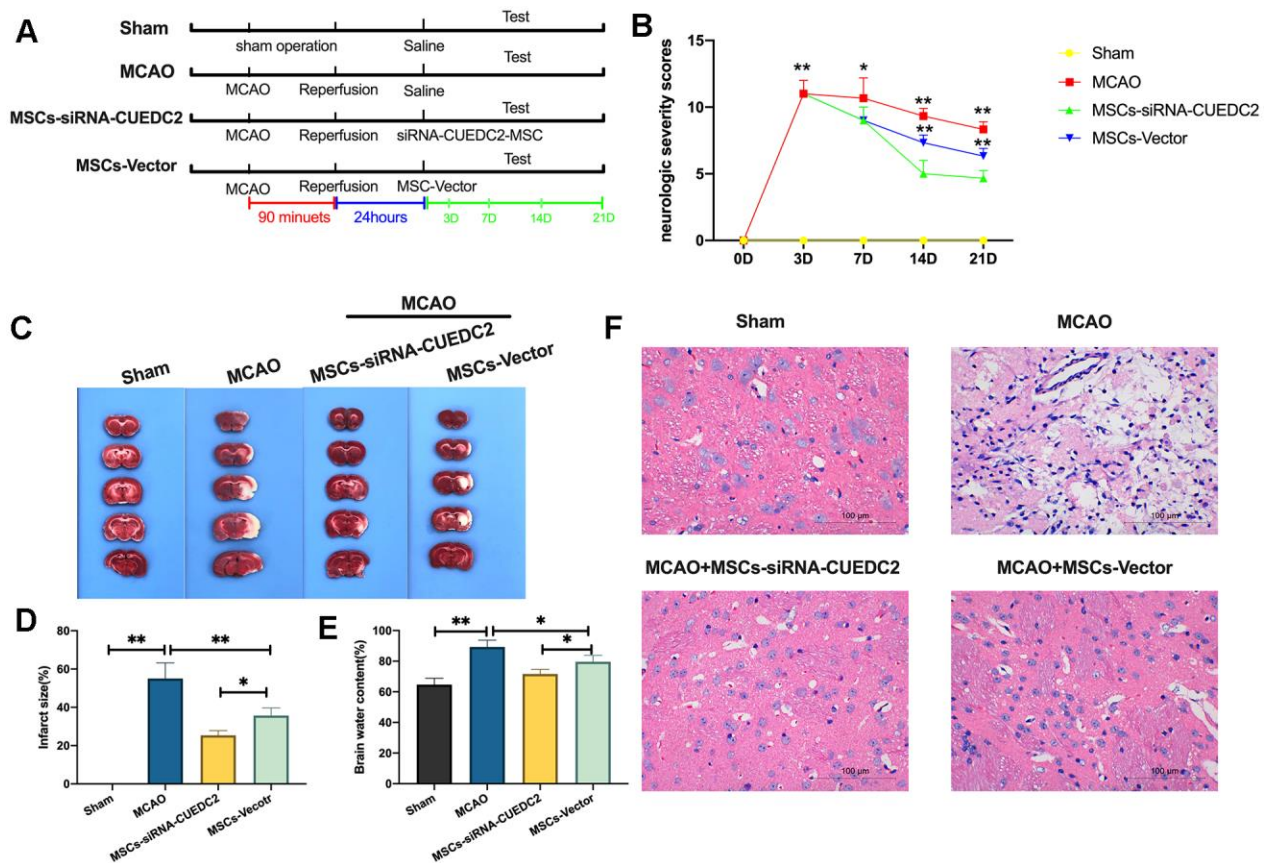 A
Sham
Test
sham operation
Saline
MCAO
Test
MCAO
Reperfusion
Saline
MSCs-siRNA-CUEDC2
Test
MCAO
Reperfusion
siRNA-CUEDC2-MSC
MSCs-Vector
Test
MCAO
Reperfusion
MSC-Vector
90 minuets
24hours
3D
7D
14D
21D
B
neurologic severity scores
15
10
5
0
0D
3D
7D
14D
21D
**
*
**
**
**
**
Sham
MCAO
MSCs-siRNA-CUEDC2
MSCs-Vector
C
MCAO
Sham
MCAO
MSCs-siRNA-CUEDC2
MSCs-Vector
D
Infarct size(%)
80
60
40
20
0
**
**
*
Sham
MCAO
MSCs-siRNA-CUEDC2
MSCs-Vecotr
E
Brain water content(%)
100
80
60
40
20
0
**
*
*
Sham
MCAO
MSCs-siRNA-CUEDC2
MSCs-Vector
F
Sham
100 μm
MCAO
100 μm
MCAO+MSCs-siRNA-CUEDC2
100 μm
MCAO+MSCs-Vector
100 μm